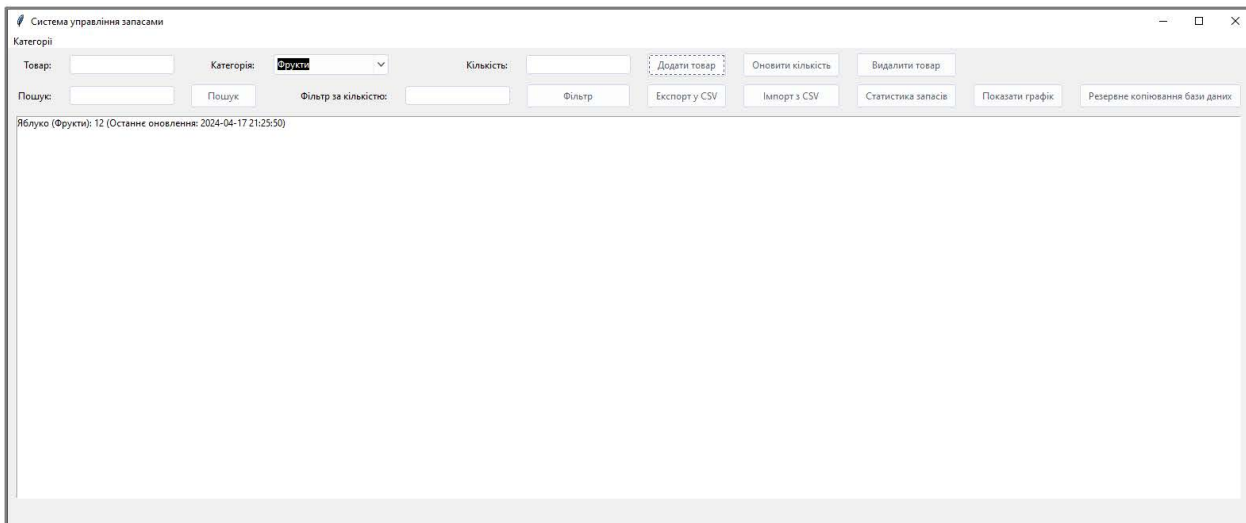 Система управління запасами
Категорії
Товар: Категорія: Фрукти Кількість: Додати товар Оновити кількість Видалити товар
Пошук: Пошук Фільтр за кількістю: Фільтр Експорт у CSV Імпорт з CSV Статистика запасів Показати графік Резервне копіювання бази даних
Яблуко (Фрукти): 12 (Останнє оновлення: 2024-04-17 21:25:50)